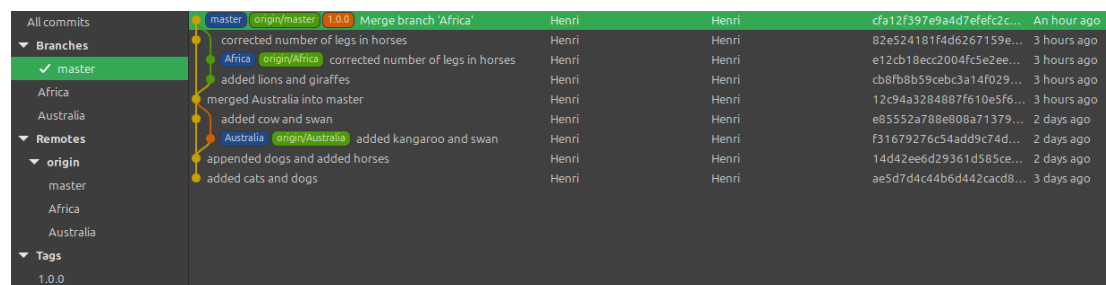 All commits
master origin/master 1.0.0 Merge branch 'Africa' Henri Henri cfa12f397e9a4d7efefc2c... An hour ago
Branches
corrected number of legs in horses Henri Henri 82e524181f4d6267159e... 3 hours ago
Africa origin/Africa corrected number of legs in horses Henri Henri e12cb18ecc2004fc5e2ee... 3 hours ago
master
added lions and giraffes Henri Henri cb8fb8b59cebc3a14f029... 3 hours ago
Africa
merged Australia into master Henri Henri 12c94a3284887f610e5f6... 3 hours ago
Australia
added cow and swan Henri Henri e85552a788e808a71379... 2 days ago
Remotes
Australia origin/Australia added kangaroo and swan Henri Henri f31679276c54add9c74d... 2 days ago
origin
appended dogs and added horses Henri Henri 14d42ee6d29361d585ce... 2 days ago
master
added cats and dogs Henri Henri ae5d7d4c44b6d442cacd8... 3 days ago
Africa
Australia
Tags
1.0.0